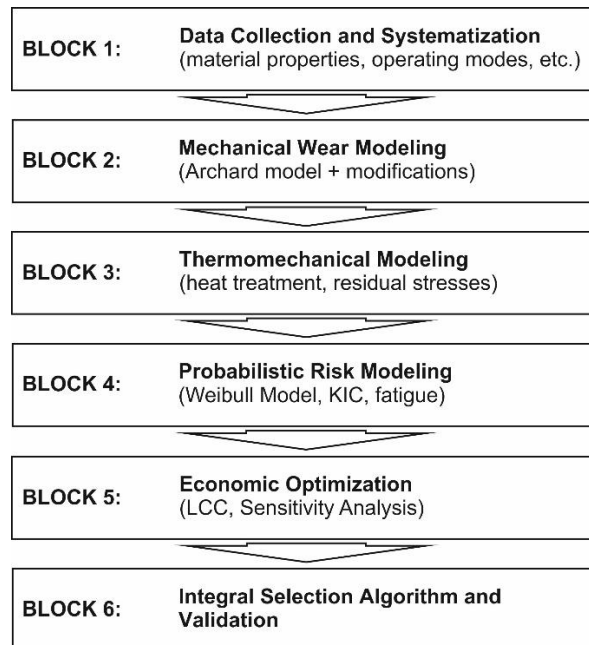 BLOCK 1: Data Collection and Systematization
(material properties, operating modes, etc.)
BLOCK 2: Mechanical Wear Modeling
(Archard model + modifications)
BLOCK 3: Thermomechanical Modeling
(heat treatment, residual stresses)
BLOCK 4: Probabilistic Risk Modeling
(Weibull Model, KIC, fatigue)
BLOCK 5: Economic Optimization
(LCC, Sensitivity Analysis)
BLOCK 6: Integral Selection Algorithm and
Validation